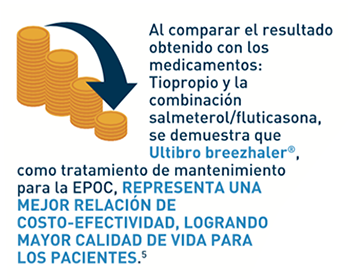 Al comparar el resultado
obtenido con los
medicamentos:
Tiopropio y la
combinación
salmeterol/fluticasona,
se demuestra que
Ultibro breezhaler®,
como tratamiento de mantenimiento
para la EPOC, REPRESENTA UNA
MEJOR RELACIÓN DE
COSTO-EFECTIVIDAD, LOGRANDO
MAYOR CALIDAD DE VIDA PARA
LOS PACIENTES.⁵